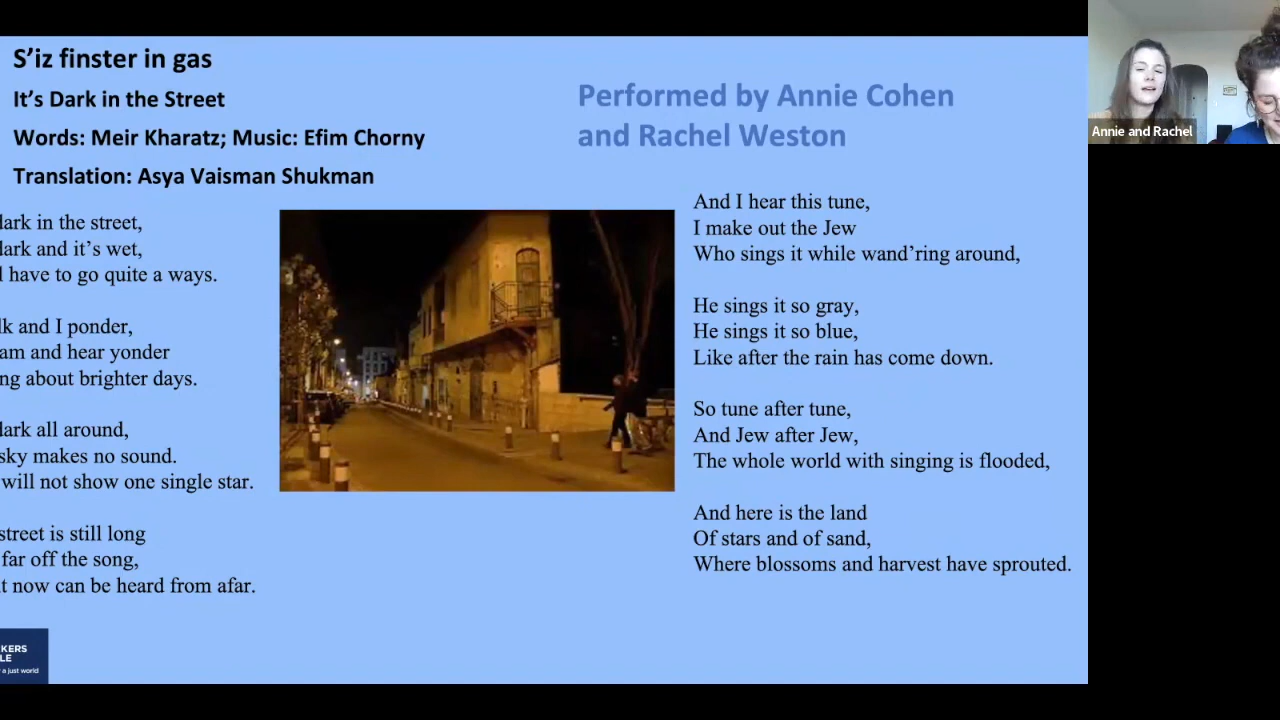 S'iz finster in gas
It's Dark in the Street
Words: Meir Kharatz; Music: Efim Chorny
Translation: Asya Vaisman Shukman
Performed by Annie Cohen
and Rachel Weston
ark in the street,
ark and it's wet,
have to go quite a ways.
lk and I ponder,
am and hear yonder
ng about brighter days.
ark all around,
sky makes no sound.
will not show one single star.
street is still long
far off the song,
t now can be heard from afar.
And I hear this tune,
I make out the Jew
Who sings it while wand'ring around,
He sings it so gray,
He sings it so blue,
Like after the rain has come down.
So tune after tune,
And Jew after Jew,
The whole world with singing is flooded,
And here is the land
Of stars and of sand,
Where blossoms and harvest have sprouted.
KERS
LE
a just world
Annie and Rachel